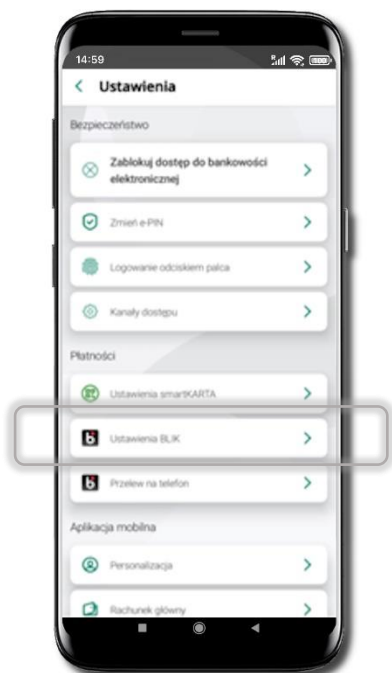 14:59
Ustawienia
Bezpieczeństwo
Zablokuj dostęp do bankowości
elektronicznej
Zmień e-PIN
Logowanie odciskiem palca
Kanały dostępu
Płatności
Ustawienia smartKARTA
Ustawienia BLIK
Przelew na telefon
Aplikacja mobilna
Personalizacja
Rachunek główny